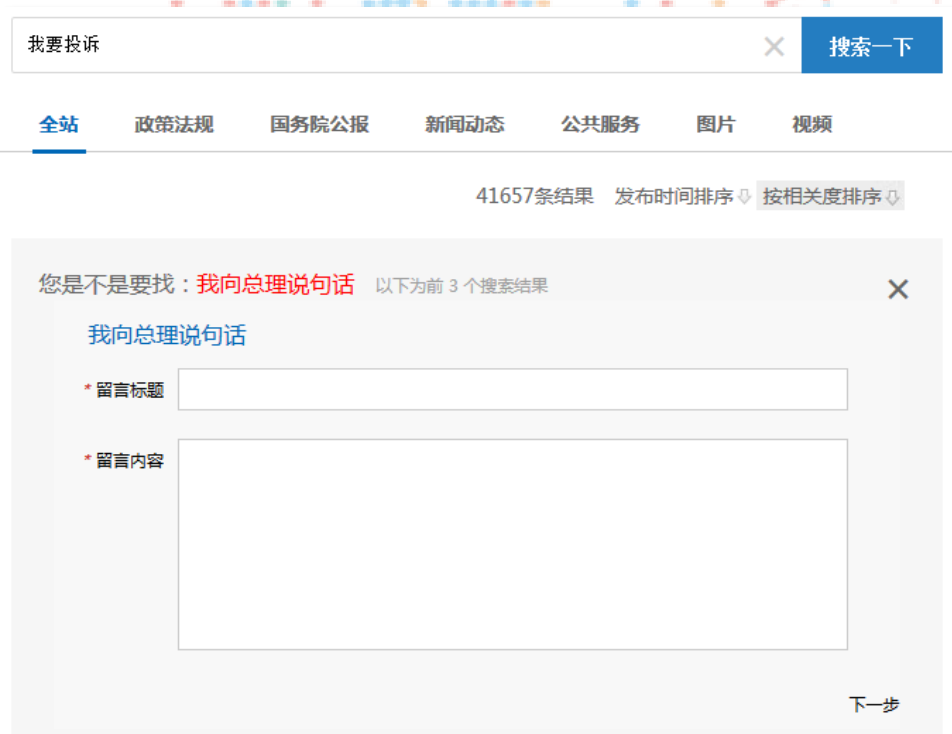 我要投诉 × 搜索一下
全站 政策法规 国务院公报 新闻动态 公共服务 图片 视频
41657条结果 发布时间排序 按相关度排序
您是不是要找：我向总理说句话 以下为前 3 个搜索结果
我向总理说句话
* 留言标题
* 留言内容
下一步